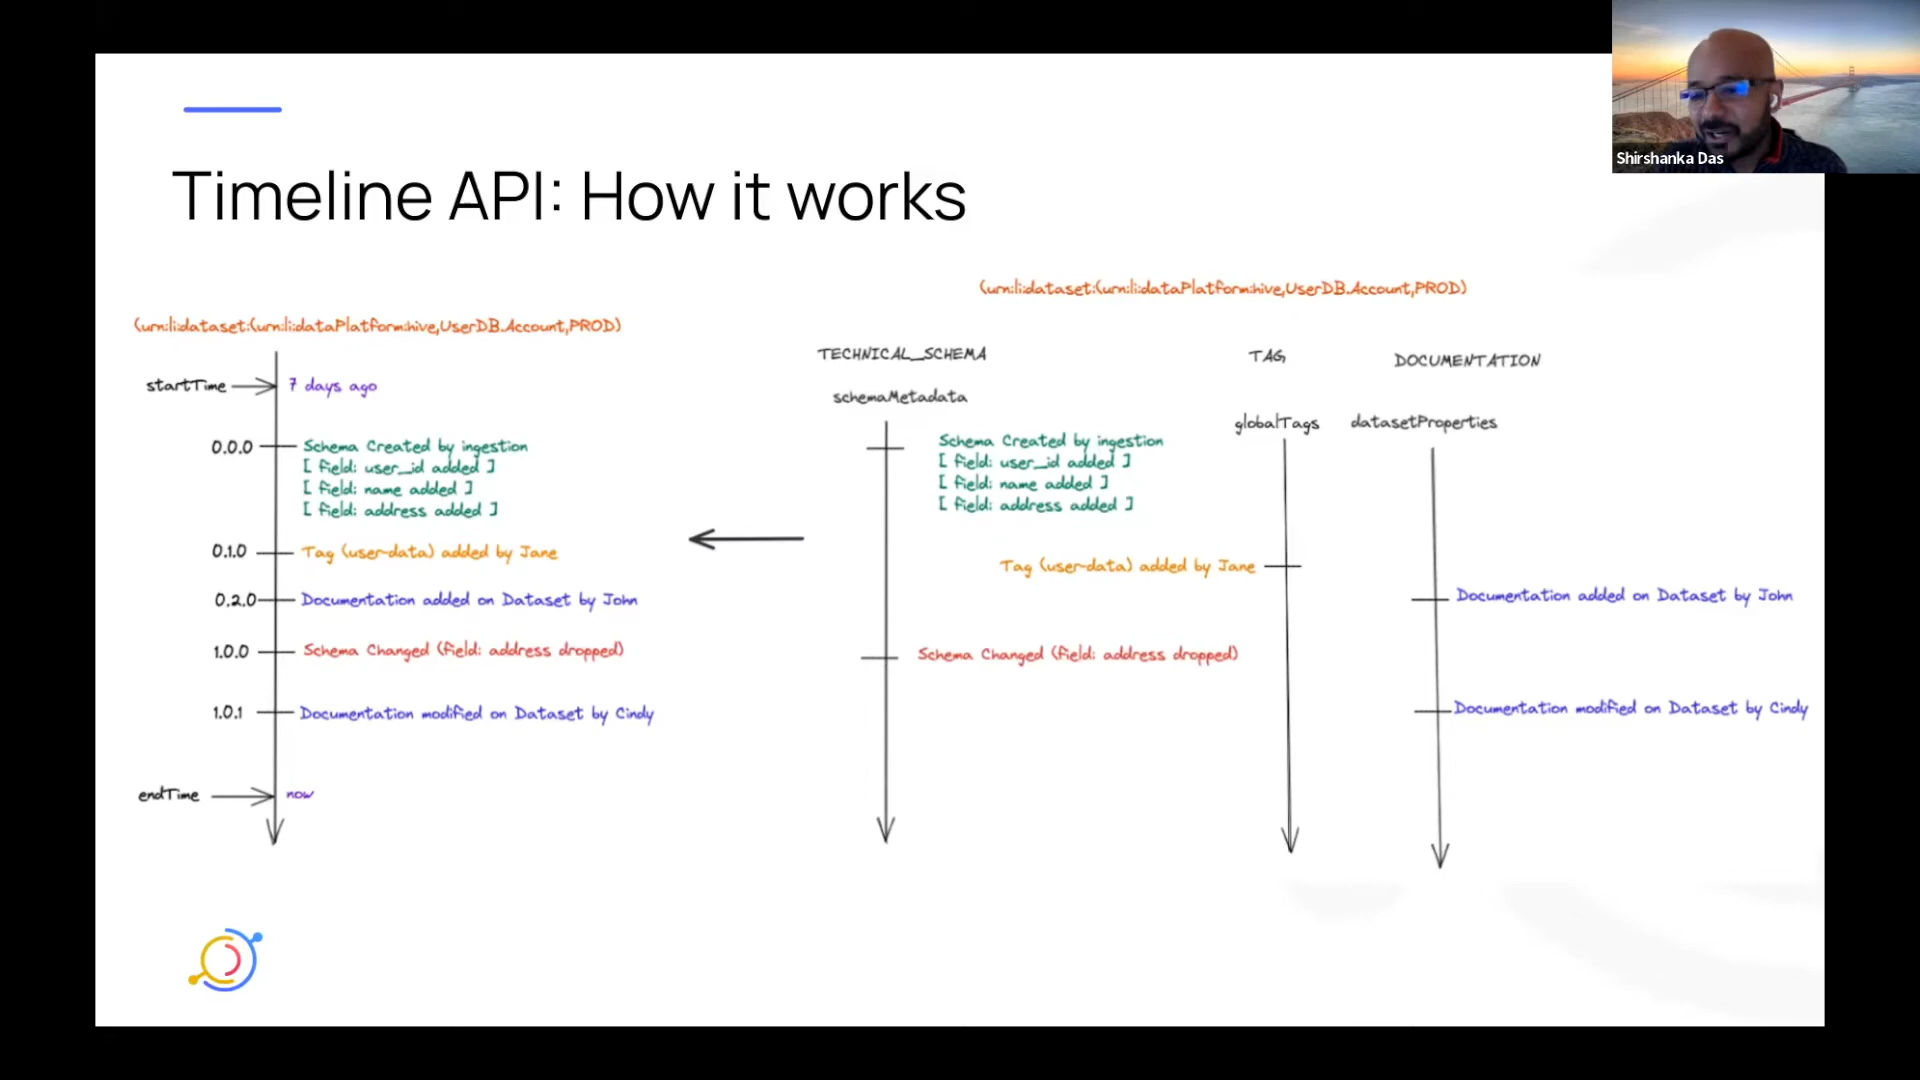 Shirshanka Das
Timeline API: How it works
(urn:li:dataset:(urn:li:dataPlatform:hive,UserDB.Account,PROD)
startTime
7 days ago
0.0.0
Schema Created by ingestion
[ field: user_id added ]
[ field: name added ]
[ field: address added ]
0.1.0
Tag (user-data) added by Jane
0.2.0
Documentation added on Dataset by John
1.0.0
Schema Changed (field: address dropped)
1.0.1
Documentation modified on Dataset by Cindy
endTime
now
(urn:li:dataset:(urn:li:dataPlatform:hive,UserDB.Account,PROD)
TECHNICAL_SCHEMA
schemaMetadata
Schema Created by ingestion
[ field: user_id added ]
[ field: name added ]
[ field: address added ]
Schema Changed (field: address dropped)
TAG
globalTags
Tag (user-data) added by Jane
DOCUMENTATION
datasetProperties
Documentation added on Dataset by John
Documentation modified on Dataset by Cindy